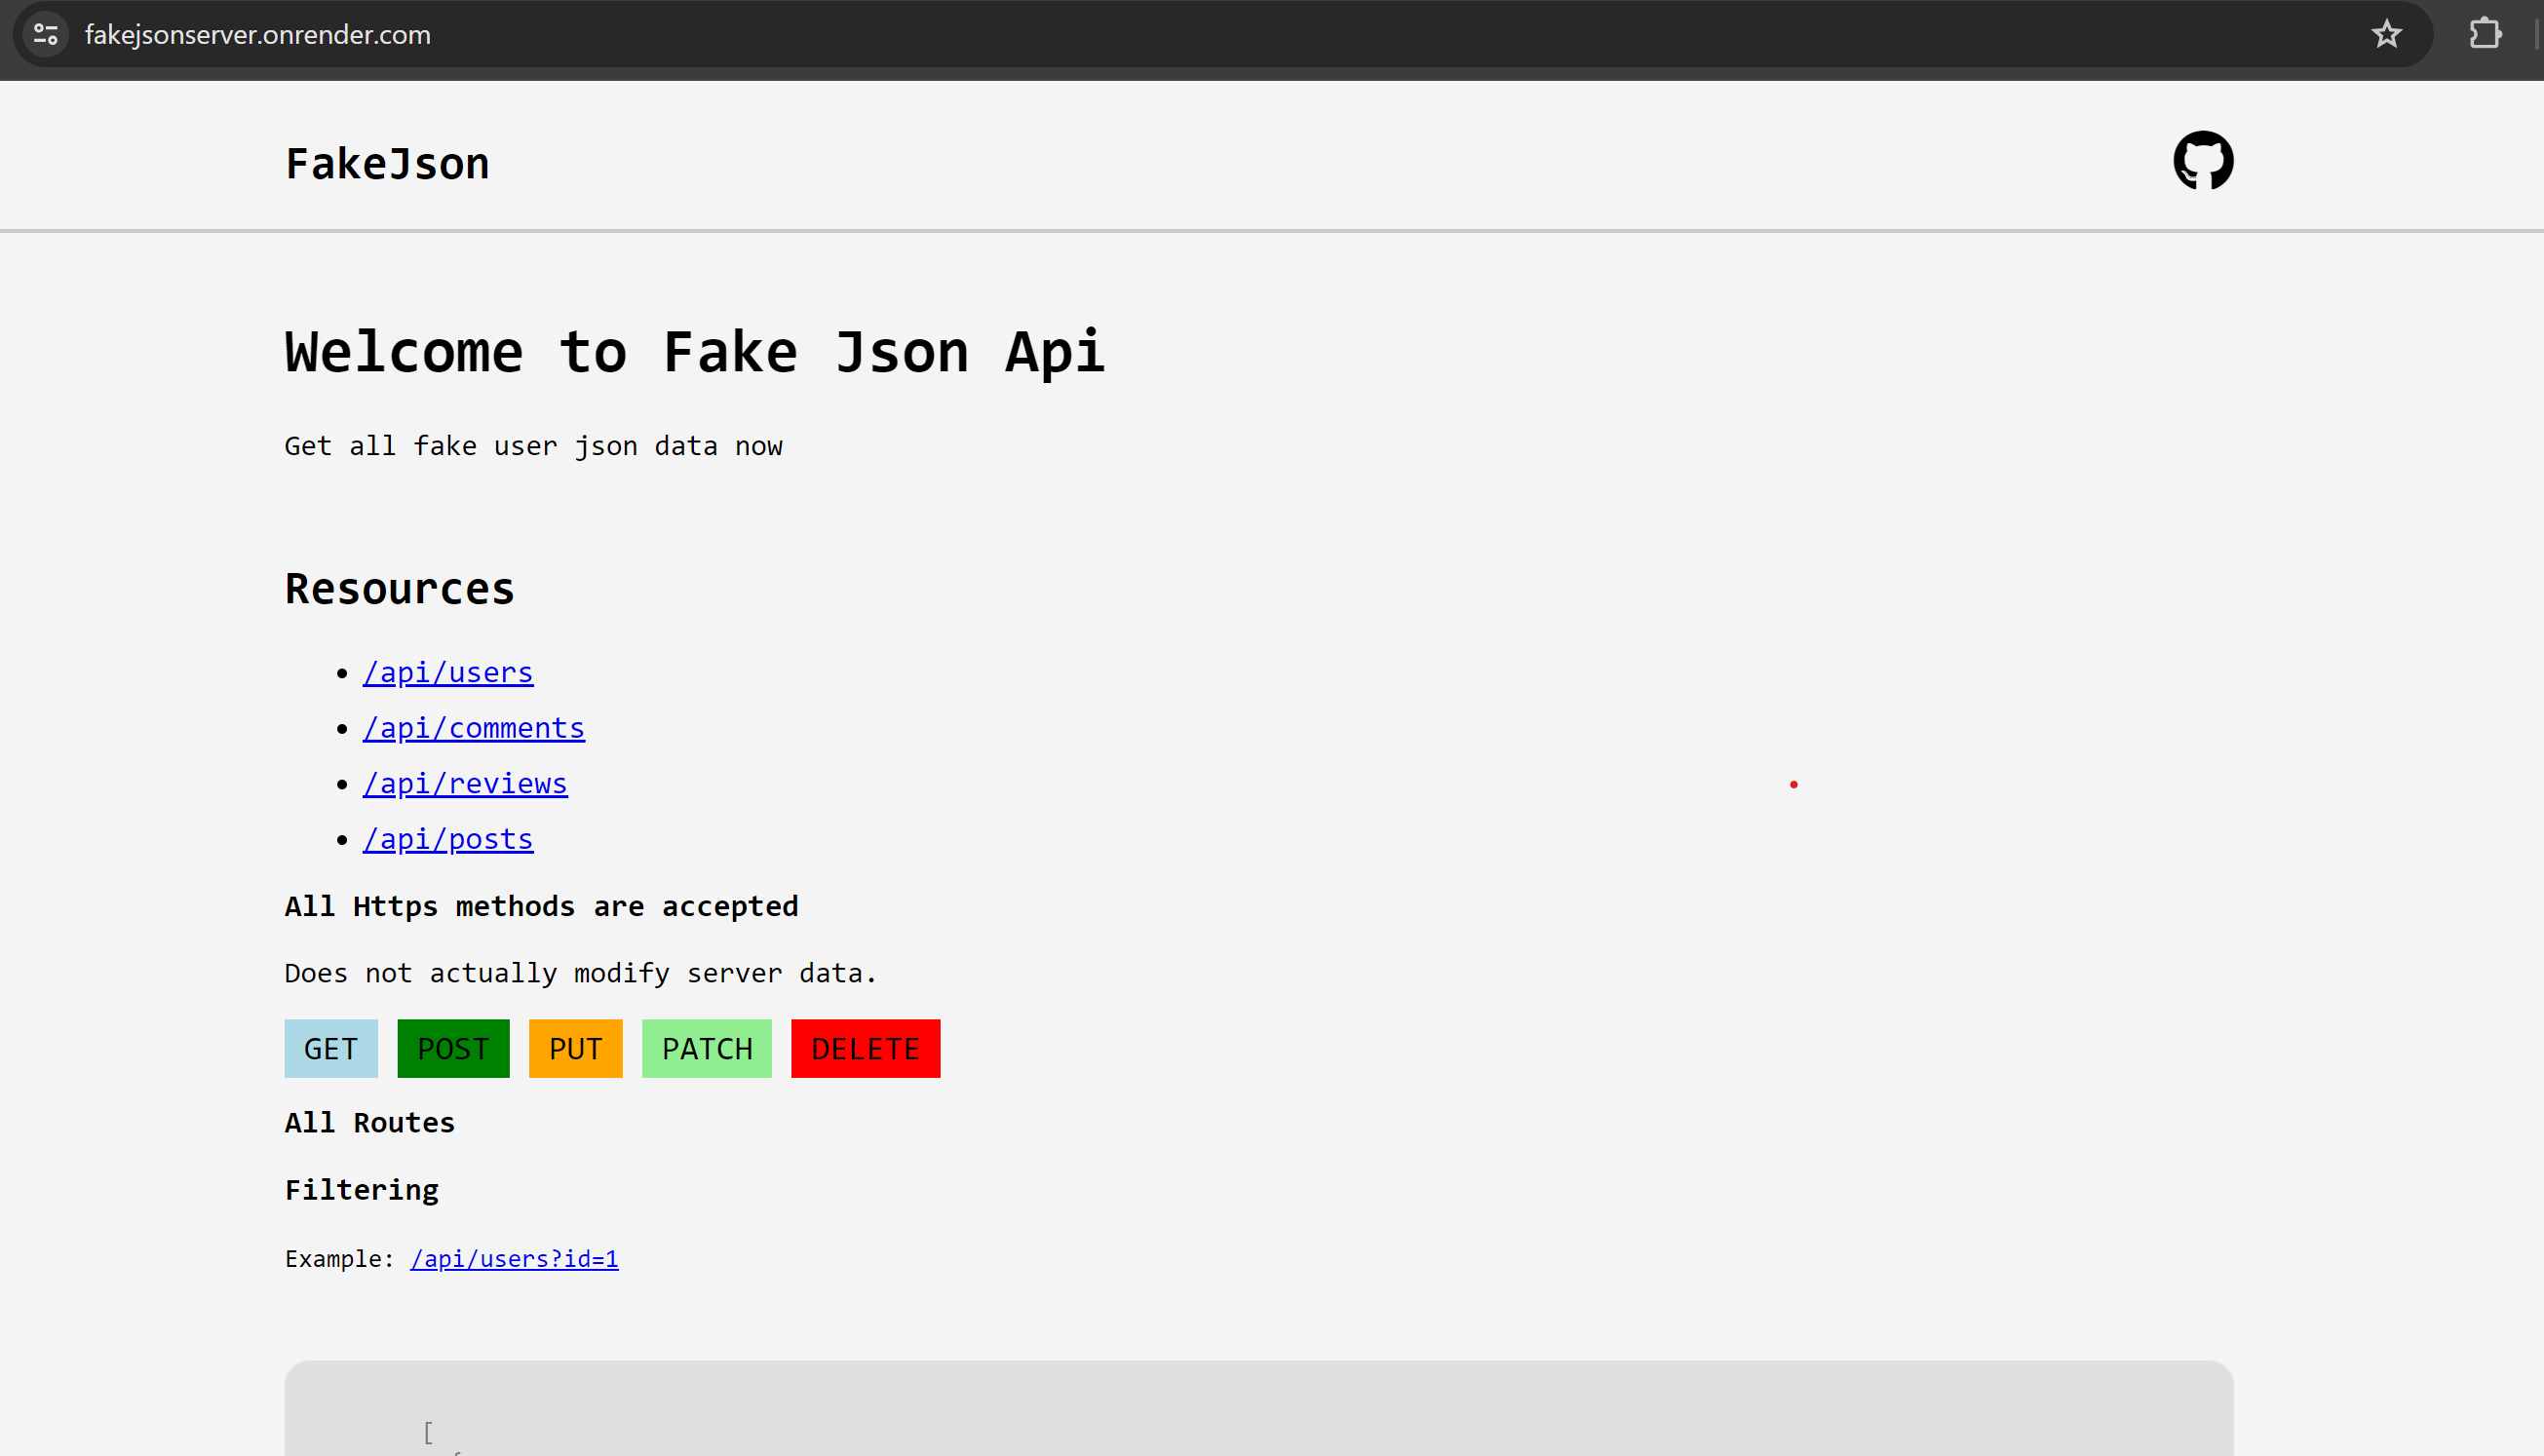 fakejsonserver.onrender.com
FakeJson
Welcome to Fake Json Api
Get all fake user json data now
Resources
/api/users
/api/comments
/api/reviews
/api/posts
All Https methods are accepted
Does not actually modify server data.
GET POST PUT PATCH DELETE
All Routes
Filtering
Example: /api/users?id=1
[